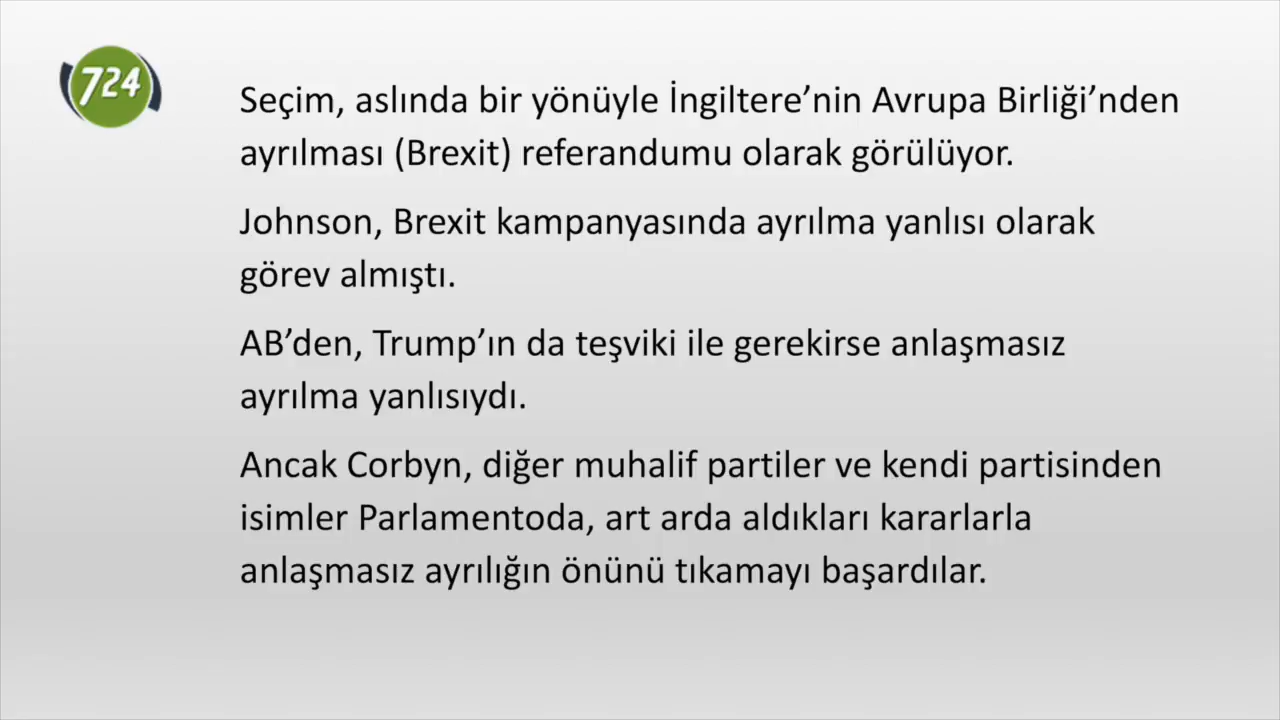 724
Seçim, aslında bir yönüyle İngiltere’nin Avrupa Birliği’nden
ayrılması (Brexit) referandumu olarak görülüyor.
Johnson, Brexit kampanyasında ayrılma yanlısı olarak
görev almıştı.
AB’den, Trump’ın da teşviki ile gerekirse anlaşmasız
ayrılma yanlısıydı.
Ancak Corbyn, diğer muhalif partiler ve kendi partisinden
isimler Parlamentoda, art arda aldıkları kararlarla
anlaşmasız ayrılığın önünü tıkamayı başardılar.